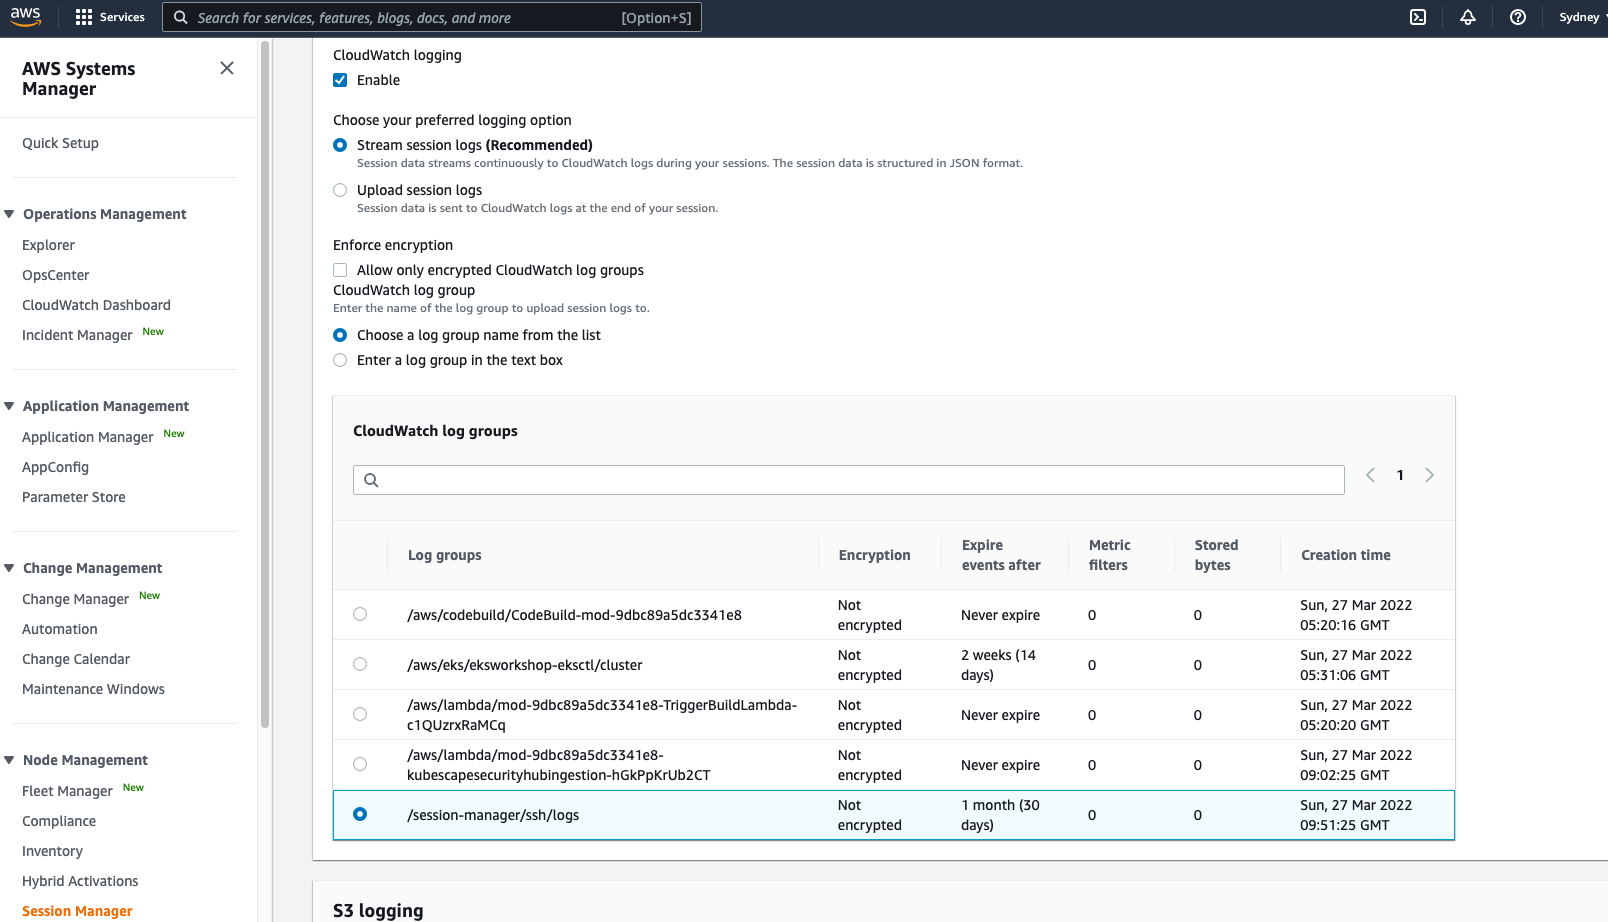 aws
Services
Search for services, features, blogs, docs, and more
[Option+S]
Sydney
AWS Systems
Manager
Quick Setup
Operations Management
Explorer
OpsCenter
CloudWatch Dashboard
Incident Manager New
Application Management
Application Manager New
AppConfig
Parameter Store
Change Management
Change Manager New
Automation
Change Calendar
Maintenance Windows
Node Management
Fleet Manager New
Compliance
Inventory
Hybrid Activations
Session Manager
CloudWatch logging
Enable
Choose your preferred logging option
Stream session logs (Recommended)
Session data streams continuously to CloudWatch logs during your sessions. The session data is structured in JSON format.
Upload session logs
Session data is sent to CloudWatch logs at the end of your session.
Enforce encryption
Allow only encrypted CloudWatch log groups
CloudWatch log group
Enter the name of the log group to upload session logs to.
Choose a log group name from the list
Enter a log group in the text box
CloudWatch log groups
1
Log groups
Encryption
Expire
events after
Metric
filters
Stored
bytes
Creation time
/aws/codebuild/CodeBuild-mod-9dbc89a5dc3341e8
Not
encrypted
Never expire
0
0
Sun, 27 Mar 2022
05:20:16 GMT
/aws/eks/eksworkshop-eksctl/cluster
Not
encrypted
2 weeks (14
days)
0
0
Sun, 27 Mar 2022
05:31:06 GMT
/aws/lambda/mod-9dbc89a5dc3341e8-TriggerBuildLambda-
c1QUzrxRaMCq
Not
encrypted
Never expire
0
0
Sun, 27 Mar 2022
05:20:20 GMT
/aws/lambda/mod-9dbc89a5dc3341e8-
kubescapesecurityhubingestion-hGkPpKrUb2CT
Not
encrypted
Never expire
0
0
Sun, 27 Mar 2022
09:02:25 GMT
/session-manager/ssh/logs
Not
encrypted
1 month (30
days)
0
0
Sun, 27 Mar 2022
09:51:25 GMT
S3 logging